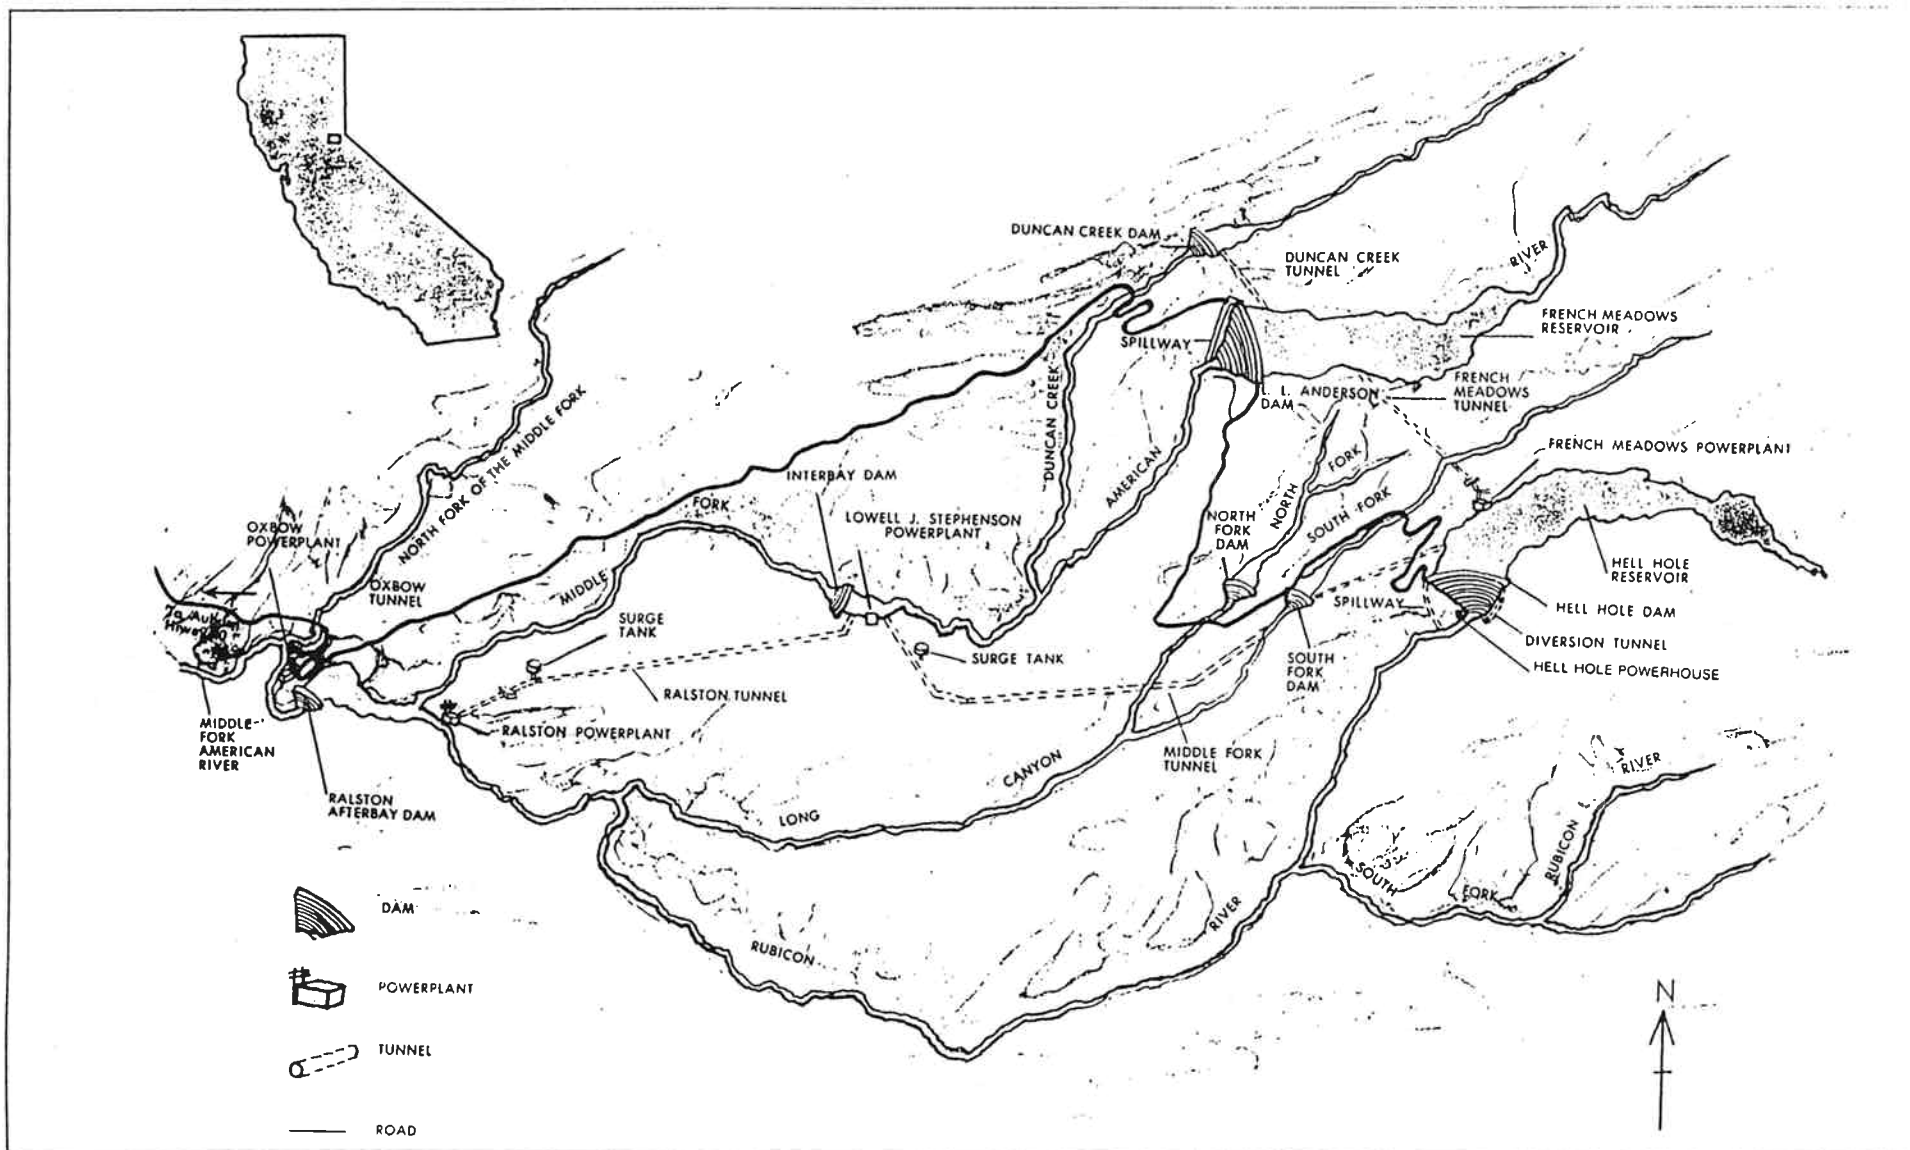 DUNCAN CREEK DAM
DUNCAN CREEK
TUNNEL
RIVER
FRENCH MEADOWS
RESERVOIR
SPILLWAY
FRENCH
MEADOWS
TUNNEL
L. L. ANDERSON
DAM
DUNCAN CREEK
AMERICAN
FRENCH MEADOWS POWERPLANT
NORTH FORK OF THE MIDDLE FORK
INTERBAY DAM
FORK
LOWELL J. STEPHENSON
POWERPLANT
NORTH
FORK
NORTH
FORK
DAM
SOUTH FORK
OXBOW
POWERPLANT
HELL HOLE
RESERVOIR
OXBOW
TUNNEL
MIDDLE
SURGE
TANK
SPILLWAY
HELL HOLE DAM
To Auburn
Hiway
DIVERSION TUNNEL
SURGE TANK
SOUTH
FORK
DAM
HELL HOLE POWERHOUSE
RALSTON TUNNEL
MIDDLE
FORK
AMERICAN
RIVER
RALSTON POWERPLANT
MIDDLE FORK
TUNNEL
CANYON
RIVER
RALSTON
AFTERBAY DAM
LONG
RUBICON
SOUTH
FORK
RIVER
RUBICON
DAM
POWERPLANT
TUNNEL
ROAD
N